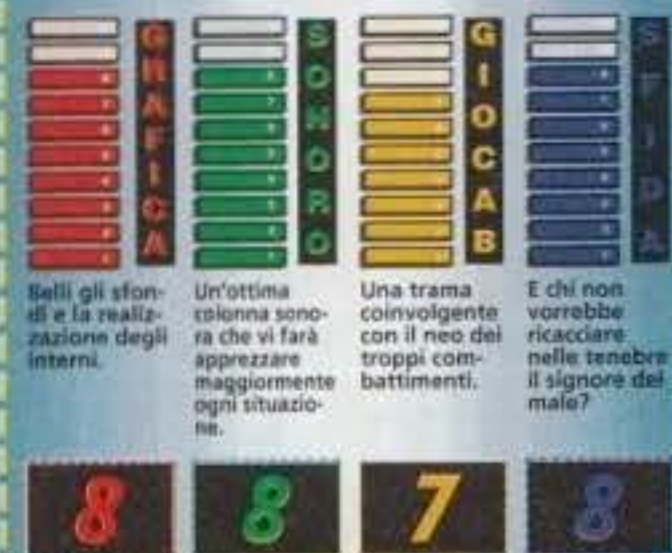 GRAFICA
Belli gli sfon-
di e la realiz-
zazione degli
interni.
8
SONORO
Un'ottima
colonna sono-
ra che vi farà
apprezzare
maggiormente
ogni situazio-
ne.
8
GIOCAB
Una trama
coinvolgente
con il neo dei
troppi com-
battimenti.
7
SFIDA
E chi non
vorrebbe
ricacciare
nelle tenebre
il signore del
male?
8